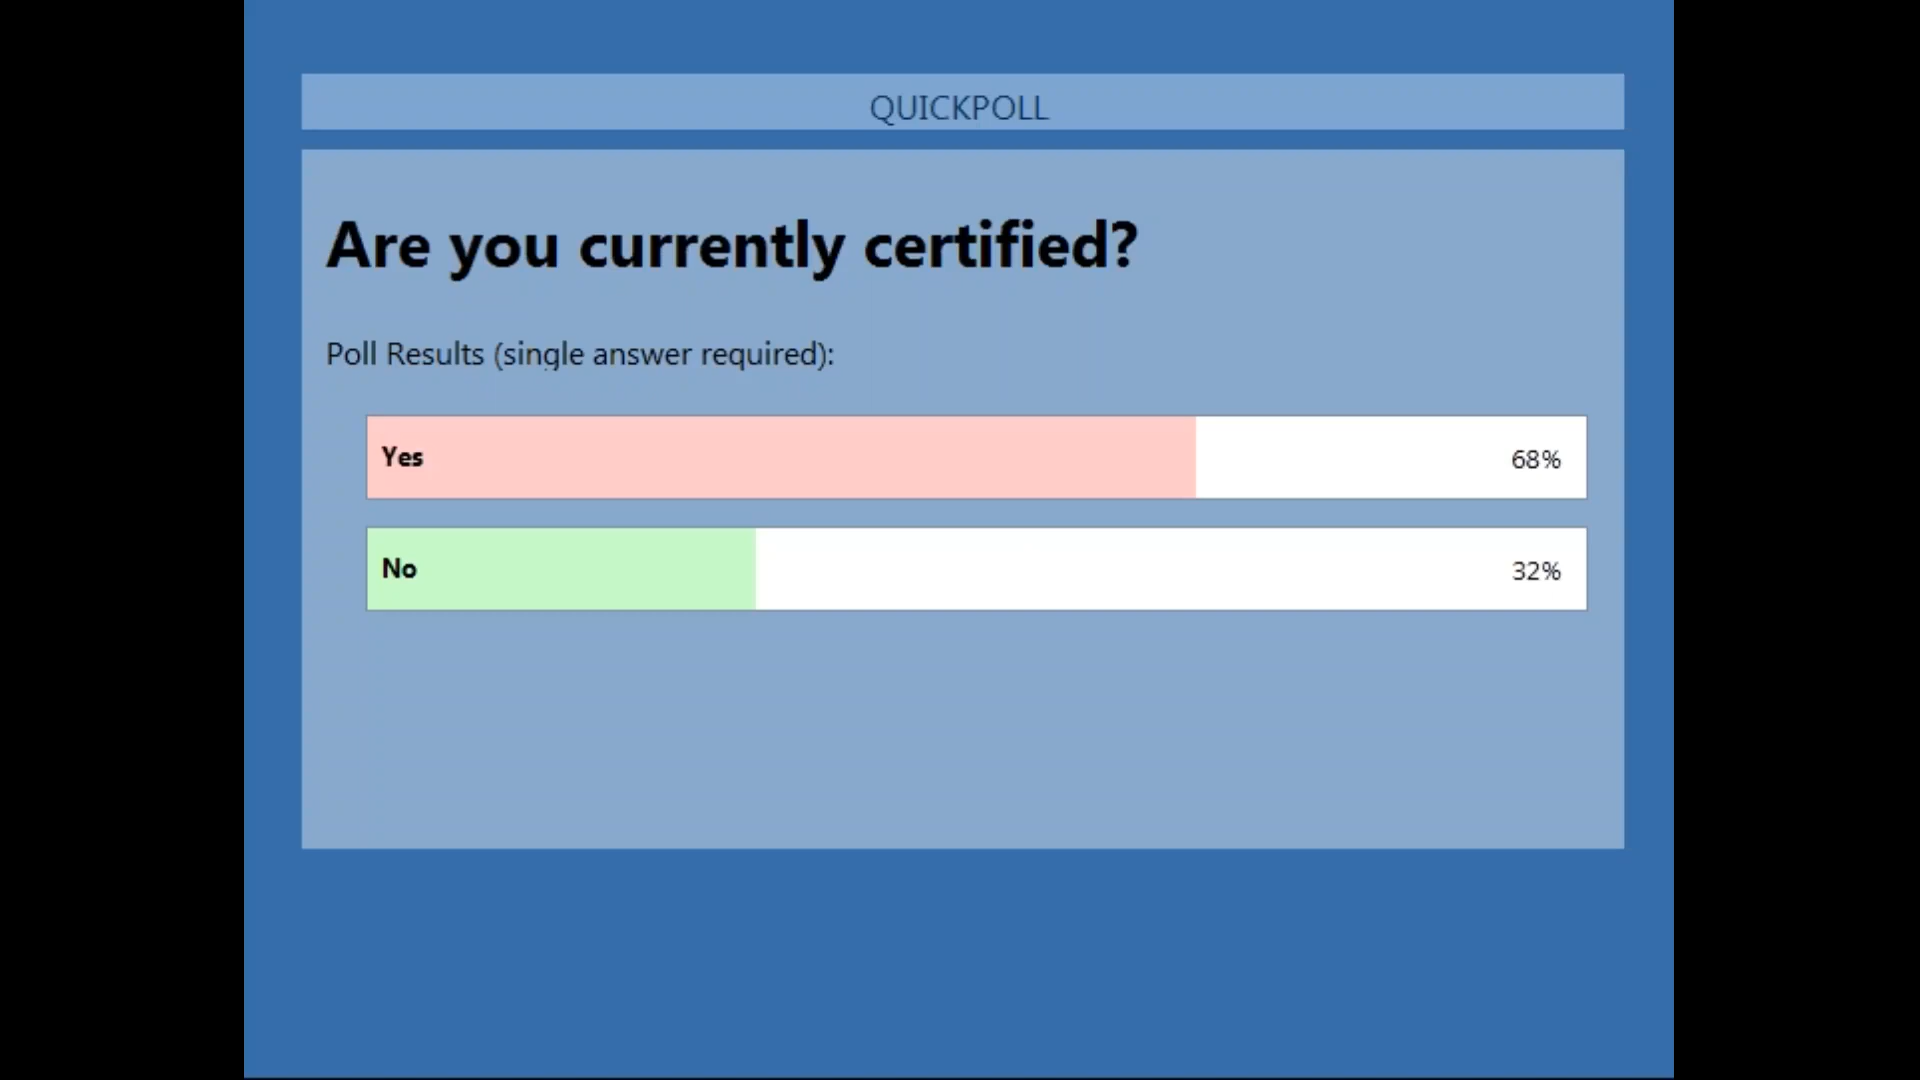 QUICKPOLL
Are you currently certified?
Poll Results (single answer required):
Yes 68%
No 32%